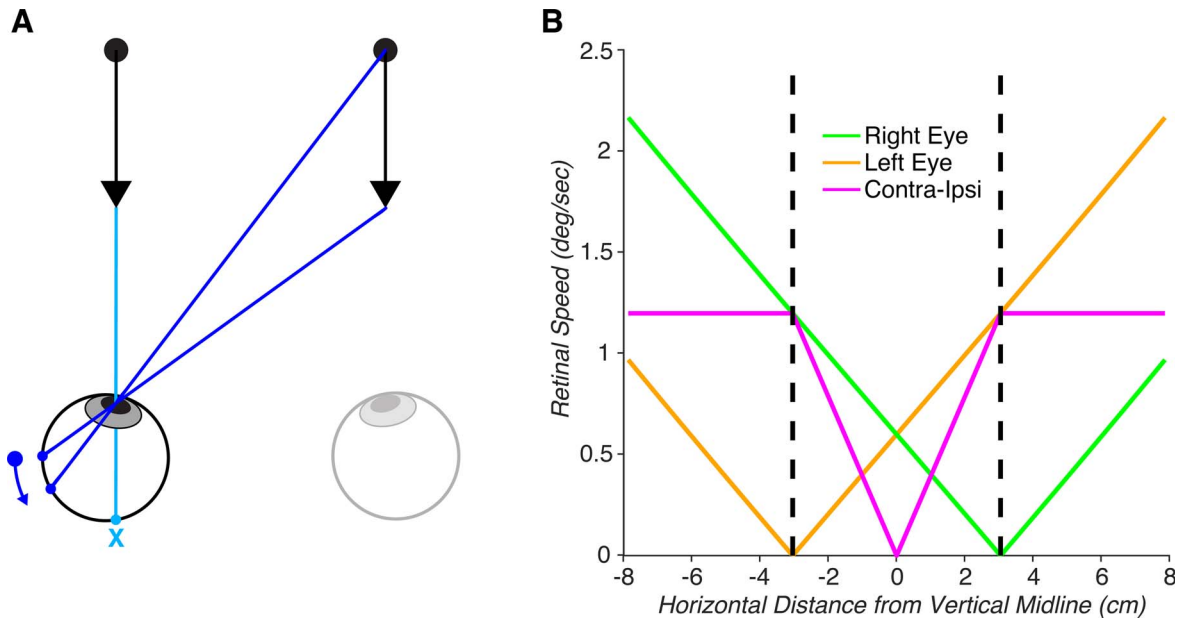 A
X
B
2.5
2
1.5
1
0.5
0
Retinal Speed (deg/sec)
Right Eye
Left Eye
Contra-Ipsi
-8 -6 -4 -2 0 2 4 6 8
Horizontal Distance from Vertical Midline (cm)